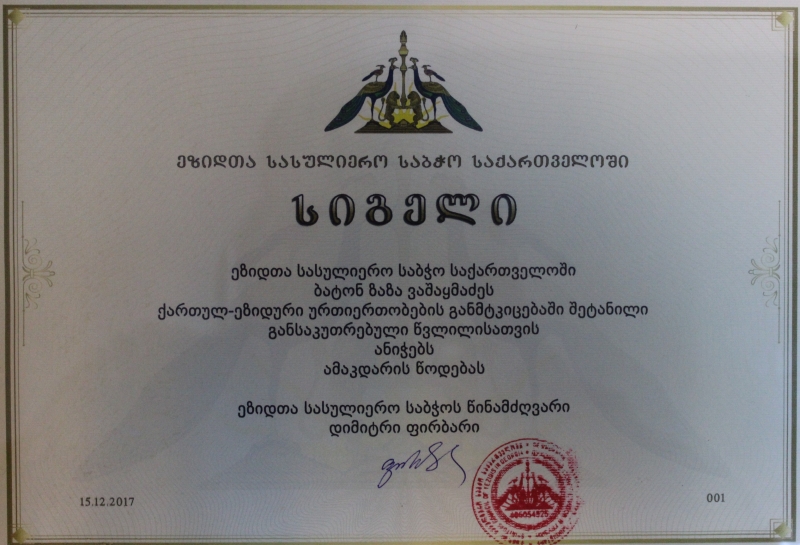 ეზიდთა სასულიერო საბჭო საქართველოში
სიგელი
ეზიდთა სასულიერო საბჭო საქართველოში
ბატონ ზაზა ვაშაყმაძეს
ქართულ-ეზიდური ურთიერთობების განმტკიცებაში შეტანილი
განსაკუთრებული წვლილისათვის
ანიჭებს
ამაკდარის წოდებას
ეზიდთა სასულიერო საბჭოს წინამძღვარი
დიმიტრი ფირბარი
15.12.2017
001